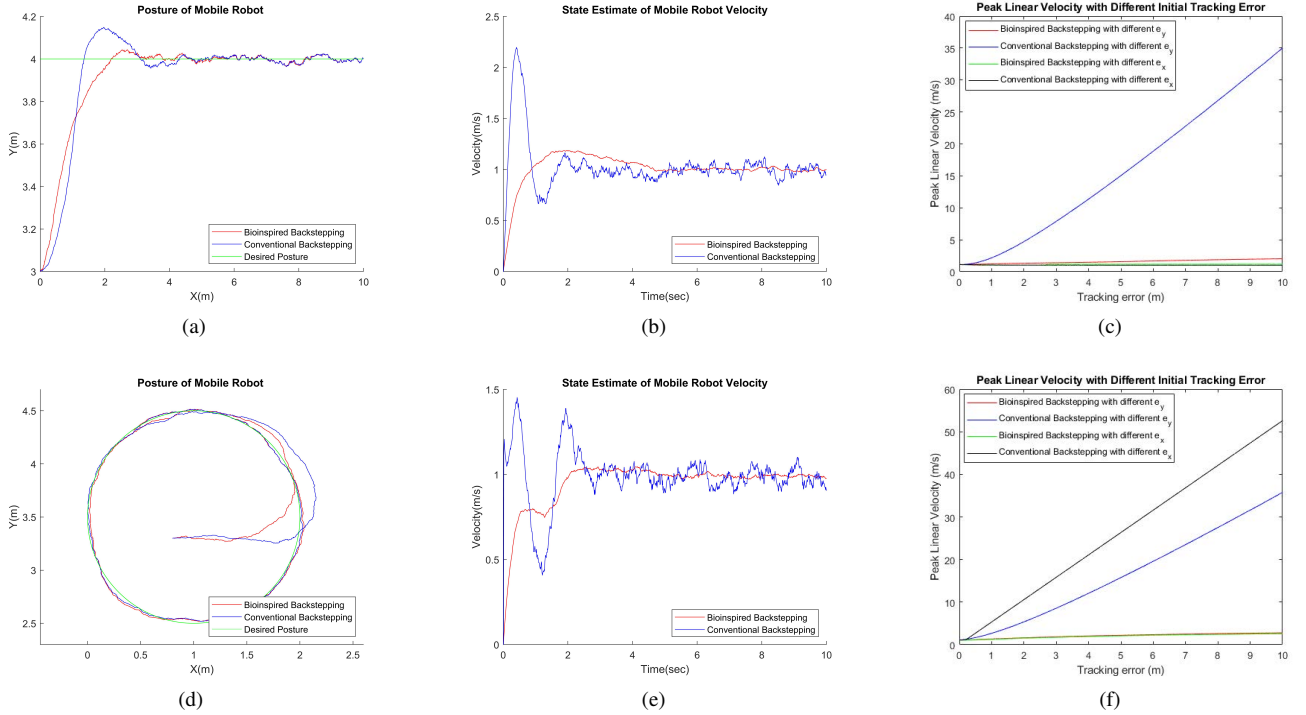 Posture of Mobile Robot
4.2
4
3.8
3.6
3.4
3.2
3
Y(m)
Bioinspired Backstepping
Conventional Backstepping
Desired Posture
0 2 4 6 8 10
X(m)
(a)
State Estimate of Mobile Robot Velocity
2.5
2
1.5
1
0.5
0
Velocity(m/s)
Bioinspired Backstepping
Conventional Backstepping
0 2 4 6 8 10
Time(sec)
(b)
Peak Linear Velocity with Different Initial Tracking Error
40
35
30
25
20
15
10
5
0
Peak Linear Velocity (m/s)
Bioinspired Backstepping with different e_y
Conventional Backstepping with different e_y
Bioinspired Backstepping with different e_x
Conventional Backstepping with different e_x
0 1 2 3 4 5 6 7 8 9 10
Tracking error (m)
(c)
Posture of Mobile Robot
4.5
4
3.5
3
2.5
Y(m)
Bioinspired Backstepping
Conventional Backstepping
Desired Posture
0 0.5 1 1.5 2 2.5
X(m)
(d)
State Estimate of Mobile Robot Velocity
1.5
1
0.5
0
Velocity(m/s)
Bioinspired Backstepping
Conventional Backstepping
0 2 4 6 8 10
Time(sec)
(e)
Peak Linear Velocity with Different Initial Tracking Error
60
50
40
30
20
10
0
Peak Linear Velocity (m/s)
Bioinspired Backstepping with different e_y
Conventional Backstepping with different e_y
Bioinspired Backstepping with different e_x
Conventional Backstepping with different e_x
0 1 2 3 4 5 6 7 8 9 10
Tracking error (m)
(f)